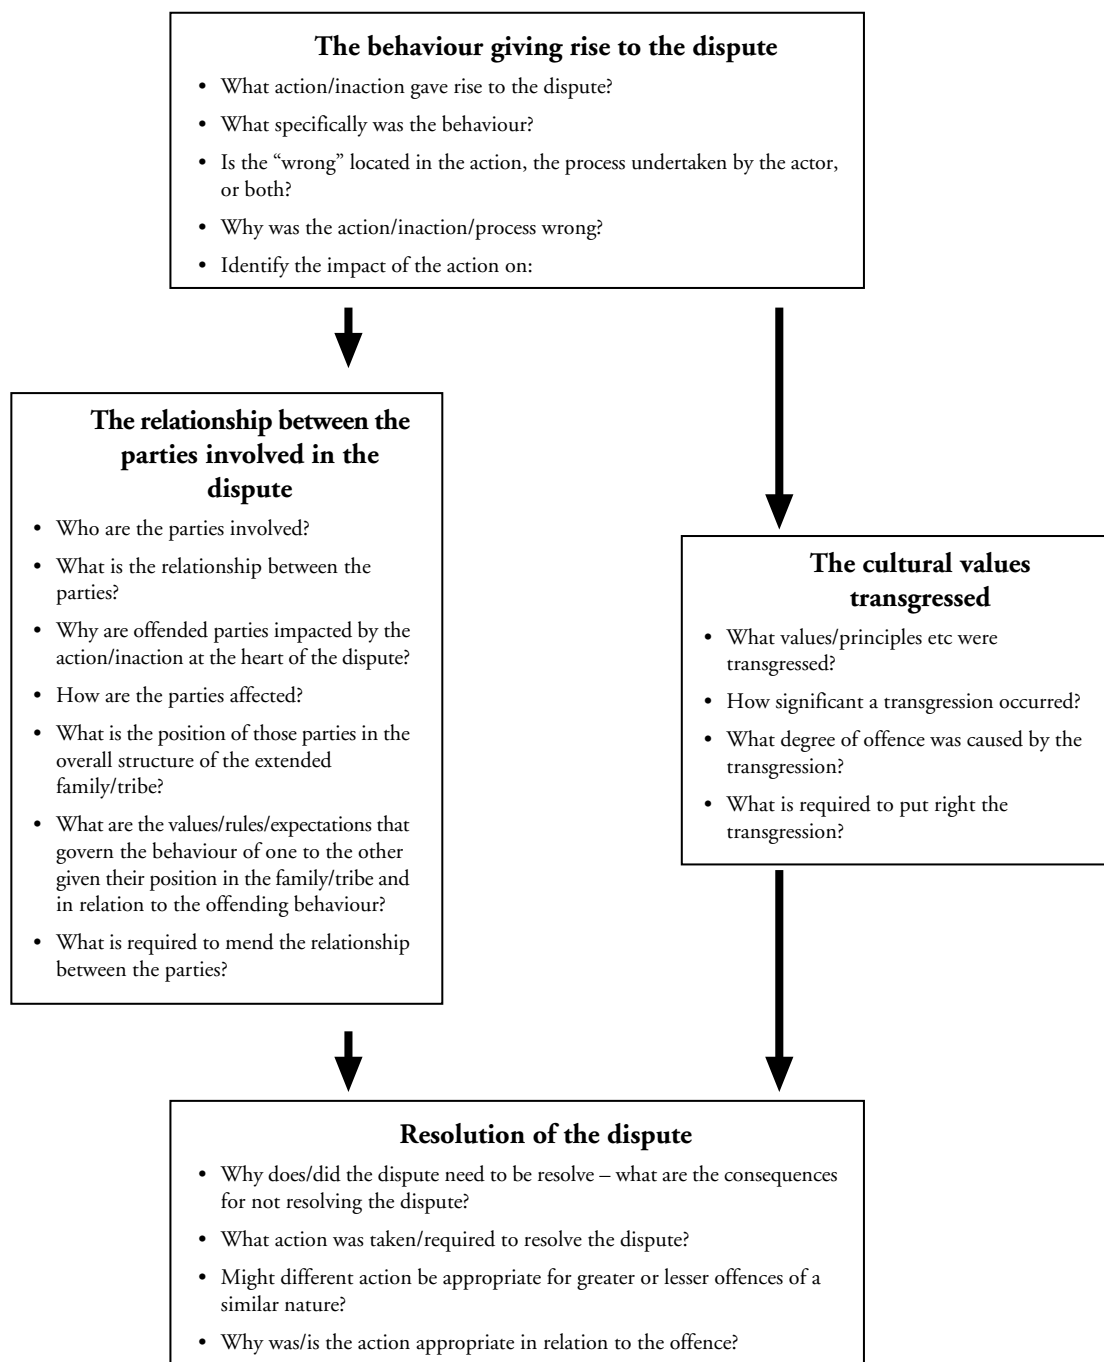 The behaviour giving rise to the dispute
• What action/inaction gave rise to the dispute?
• What specifically was the behaviour?
• Is the “wrong” located in the action, the process undertaken by the actor,
or both?
• Why was the action/inaction/process wrong?
• Identify the impact of the action on:
The relationship between the
parties involved in the
dispute
• Who are the parties involved?
• What is the relationship between the
parties?
• Why are offended parties impacted by the
action/inaction at the heart of the dispute?
• How are the parties affected?
• What is the position of those parties in the
overall structure of the extended
family/tribe?
• What are the values/rules/expectations that
govern the behaviour of one to the other
given their position in the family/tribe and
in relation to the offending behaviour?
• What is required to mend the relationship
between the parties?
The cultural values
transgressed
• What values/principles etc were
transgressed?
• How significant a transgression occurred?
• What degree of offence was caused by the
transgression?
• What is required to put right the
transgression?
Resolution of the dispute
• Why does/did the dispute need to be resolve – what are the consequences
for not resolving the dispute?
• What action was taken/required to resolve the dispute?
• Might different action be appropriate for greater or lesser offences of a
similar nature?
• Why was/is the action appropriate in relation to the offence?